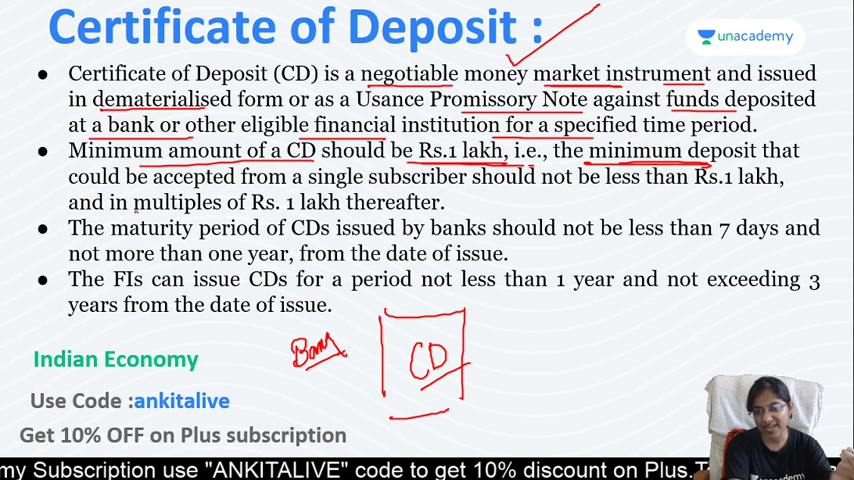 Certificate of Deposit :
unacademy
● Certificate of Deposit (CD) is a negotiable money market instrument and issued
in dematerialised form or as a Usance Promissory Note against funds deposited
at a bank or other eligible financial institution for a specified time period.
● Minimum amount of a CD should be Rs.1 lakh, i.e., the minimum deposit that
could be accepted from a single subscriber should not be less than Rs.1 lakh,
and in multiples of Rs. 1 lakh thereafter.
● The maturity period of CDs issued by banks should not be less than 7 days and
not more than one year, from the date of issue.
● The FIs can issue CDs for a period not less than 1 year and not exceeding 3
years from the date of issue.
Bank
CD
Indian Economy
Use Code :ankitalive
Get 10% OFF on Plus subscription
my Subscription use "ANKITALIVE" code to get 10% discount on Plus.T